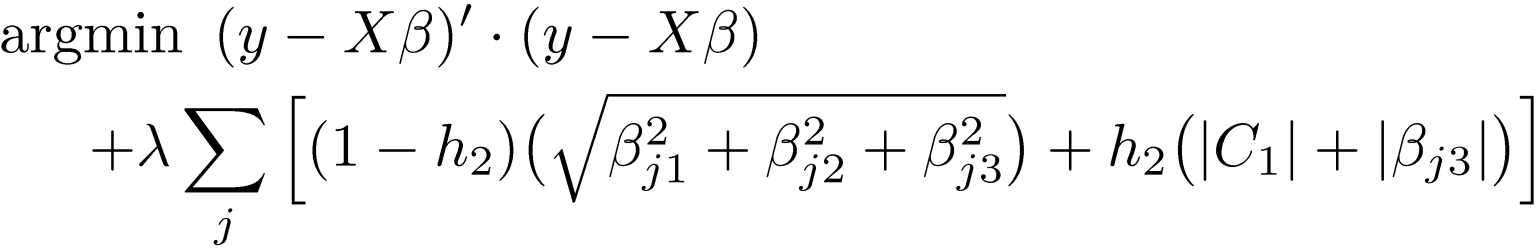 argmin (y − Xβ)′ · (y − Xβ)
+λ ∑_j [(1 − h_2)(√(β_{j1}^2 + β_{j2}^2 + β_{j3}^2)) + h_2(|C_1| + |β_{j3}|)]